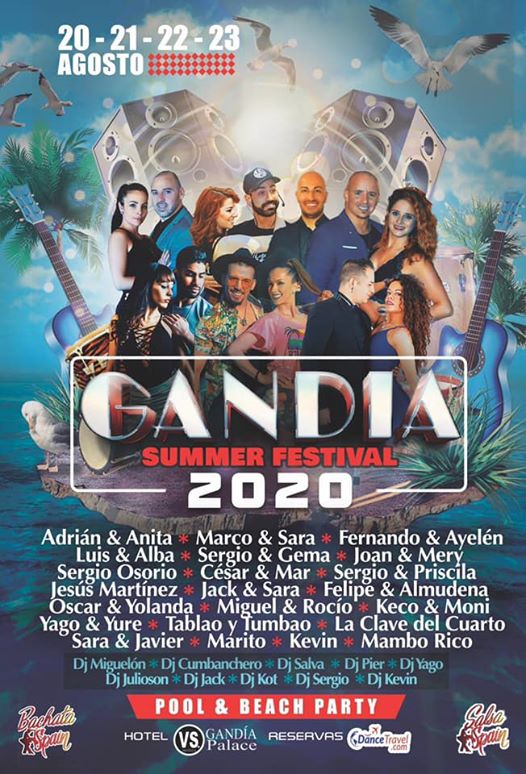 20 - 21 - 22 - 23
AGOSTO
GANDIA
SUMMER FESTIVAL
2020
Adrián & Anita * Marco & Sara * Fernando & Ayelén
Luis & Alba * Sergio & Gema * Joan & Mery
Sergio Osorio * César & Mar * Sergio & Priscila
Jesús Martínez * Jack & Sara * Felipe & Almudena
Oscar & Yolanda * Miguel & Rocío * Keco & Moni
Yago & Yure * Tablao y Tumbao * La Clave del Cuarto
Sara & Javier * Marito * Kevin * Mambo Rico
Dj Miguelón * Dj Cumbanchero * Dj Salva * Dj Pier * Dj Yago
Dj Julioson * Dj Jack * Dj Kot * Dj Sergio * Dj Kevin
POOL & BEACH PARTY
Bachata Spain
HOTEL VS GANDÍA Palace RESERVAS DanceTravel.com
Salsa Spain